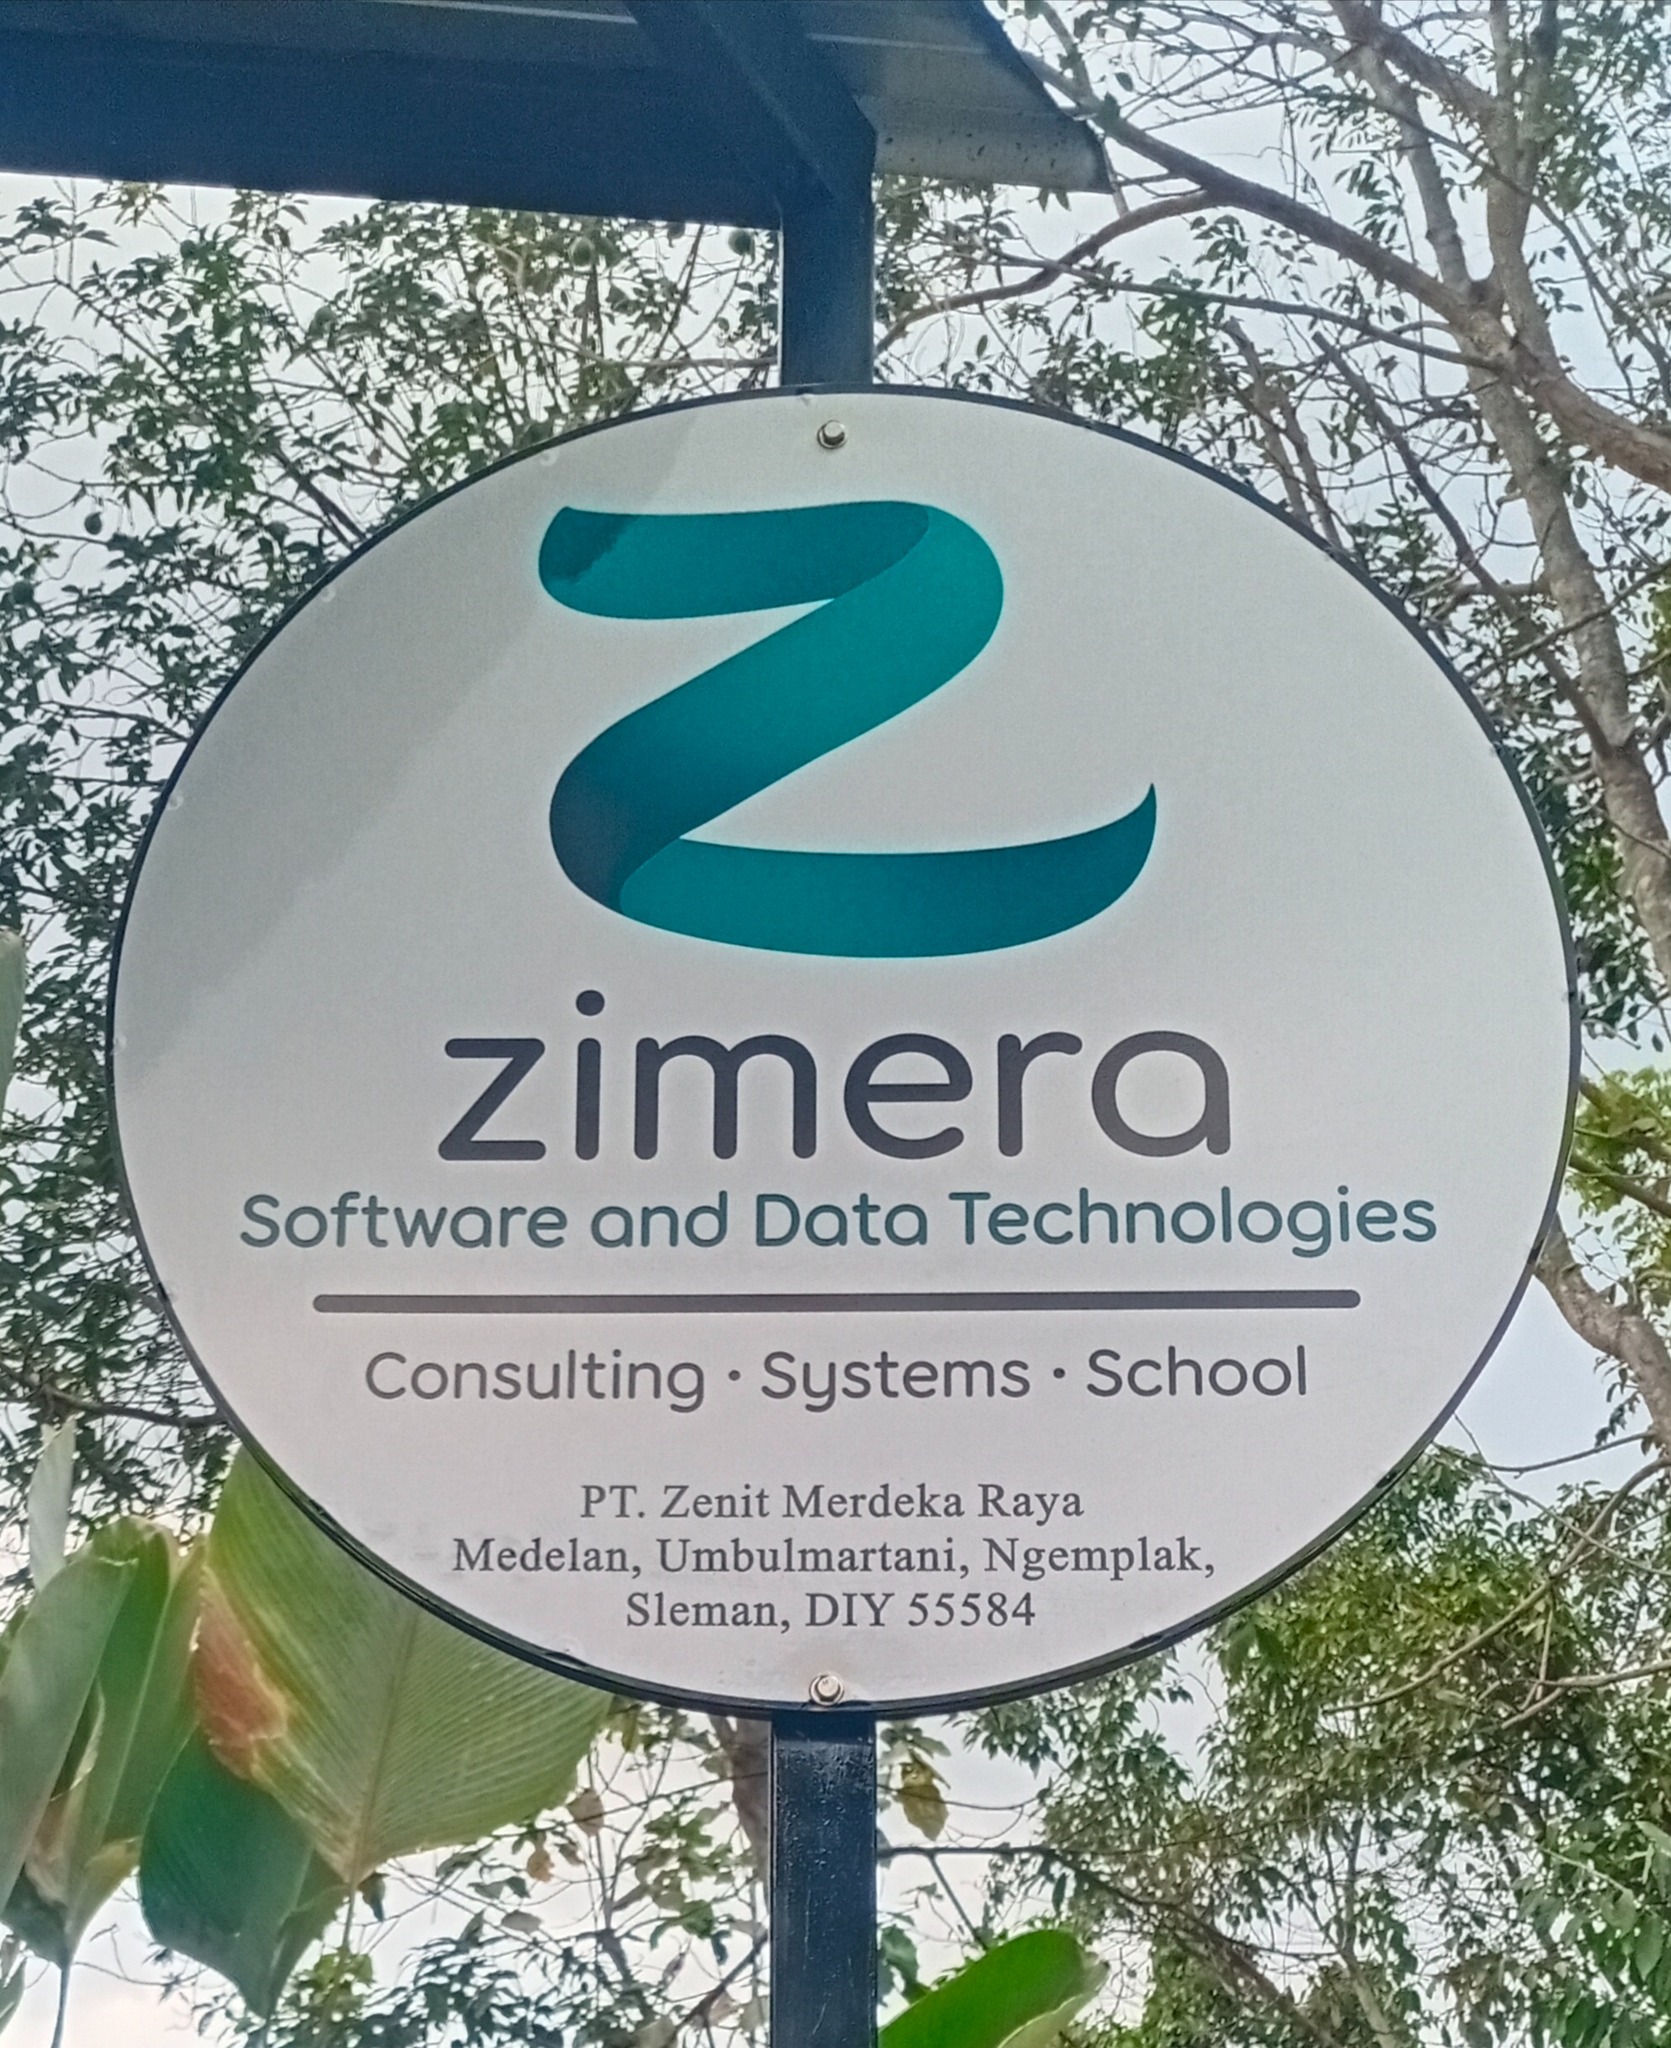 zimera
Software and Data Technologies
Consulting · Systems · School
PT. Zenit Merdeka Raya
Medelan, Umbulmartani, Ngemplak,
Sleman, DIY 55584